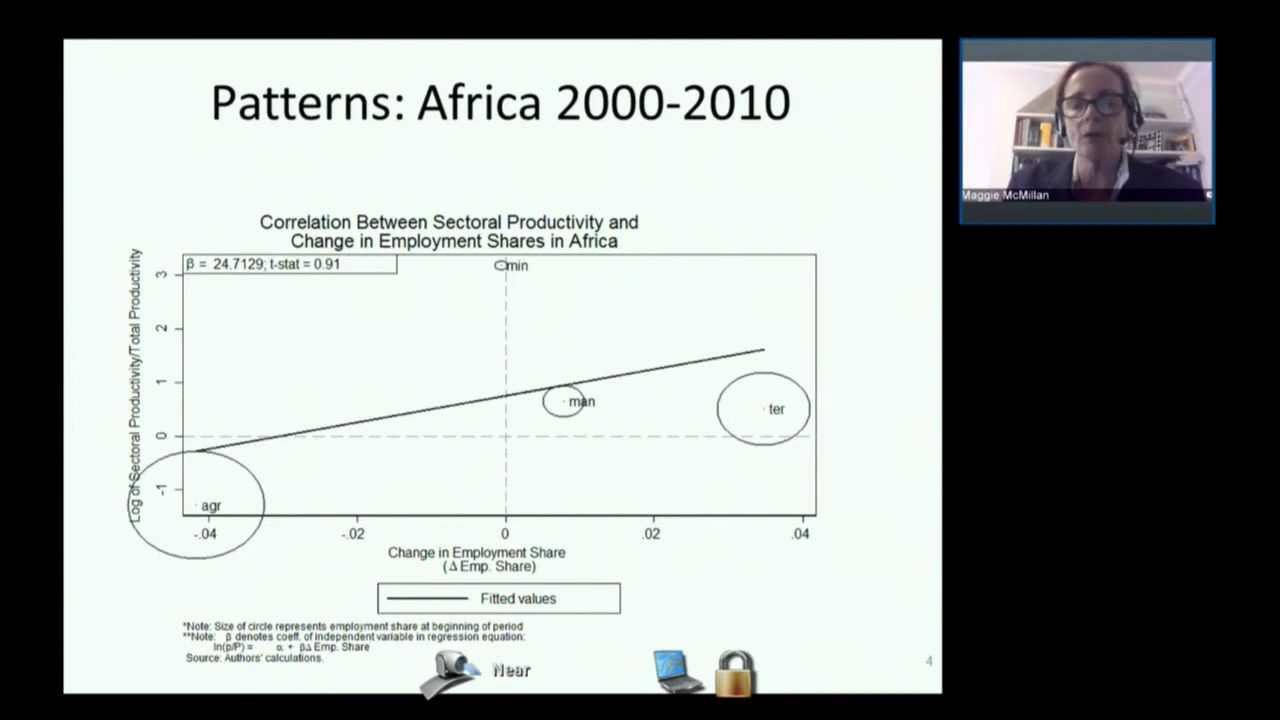 Patterns: Africa 2000-2010
Maggie McMillan
Correlation Between Sectoral Productivity and
Change in Employment Shares in Africa
β = 24.7129; t-stat = 0.91
Log of Sectoral Productivity/Total Productivity
3
2
1
0
-1
min
man
ter
agr
-.04
-.02
0
.02
.04
Change in Employment Share
(Δ Emp. Share)
Fitted values
*Note: Size of circle represents employment share at beginning of period
**Note: β denotes coeff. of independent variable in regression equation:
ln(p/P) = α + βΔ Emp. Share
Source: Authors' calculations.
Near
4